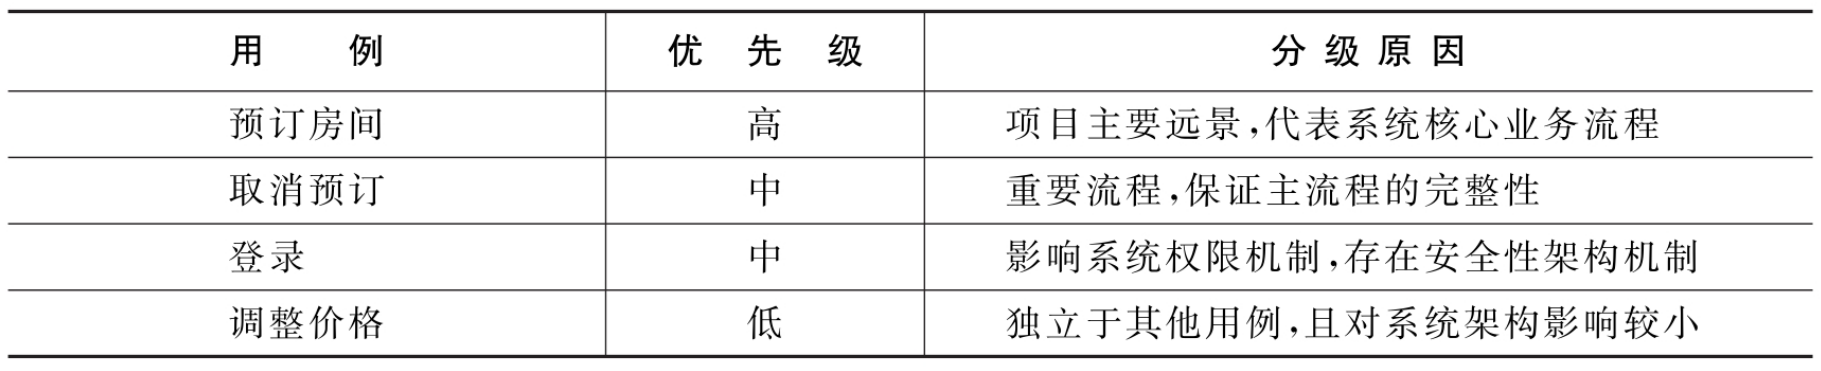 用例 优先级 分级原因
预订房间 高 项目主要远景,代表系统核心业务流程
取消预订 中 重要流程,保证主流程的完整性
登录 中 影响系统权限机制,存在安全性架构机制
调整价格 低 独立于其他用例,且对系统架构影响较小